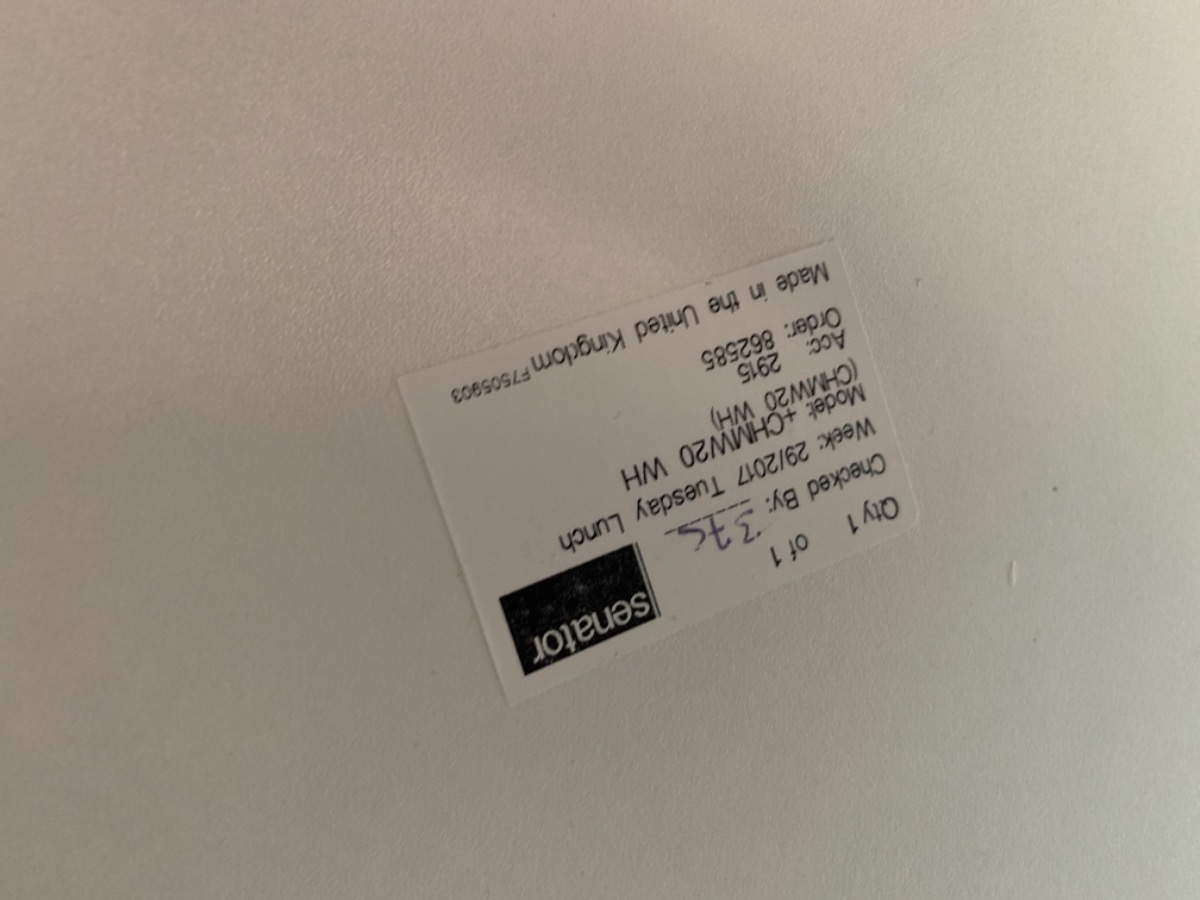 Qty 1 of 1
senator
Checked By:
Week: 29/2017 Tuesday Lunch
Model: +CHMW20 WH
(CHMW20 WH)
Acc: 2915
Order: 862585
Made in the United Kingdom F7505903